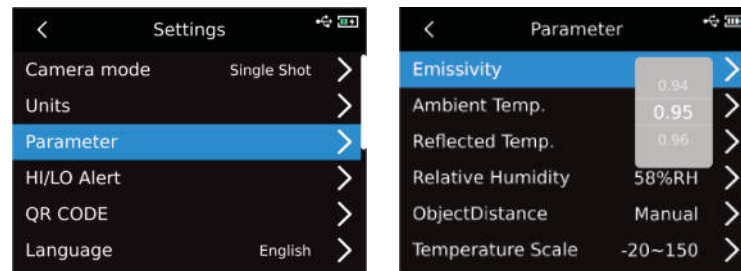 Settings
Camera mode Single Shot
Units
Parameter
HI/LO Alert
QR CODE
Language English
Parameter
Emissivity
0.94
Ambient Temp. 0.95
Reflected Temp. 0.96
Relative Humidity 58%RH
ObjectDistance Manual
Temperature Scale -20~150